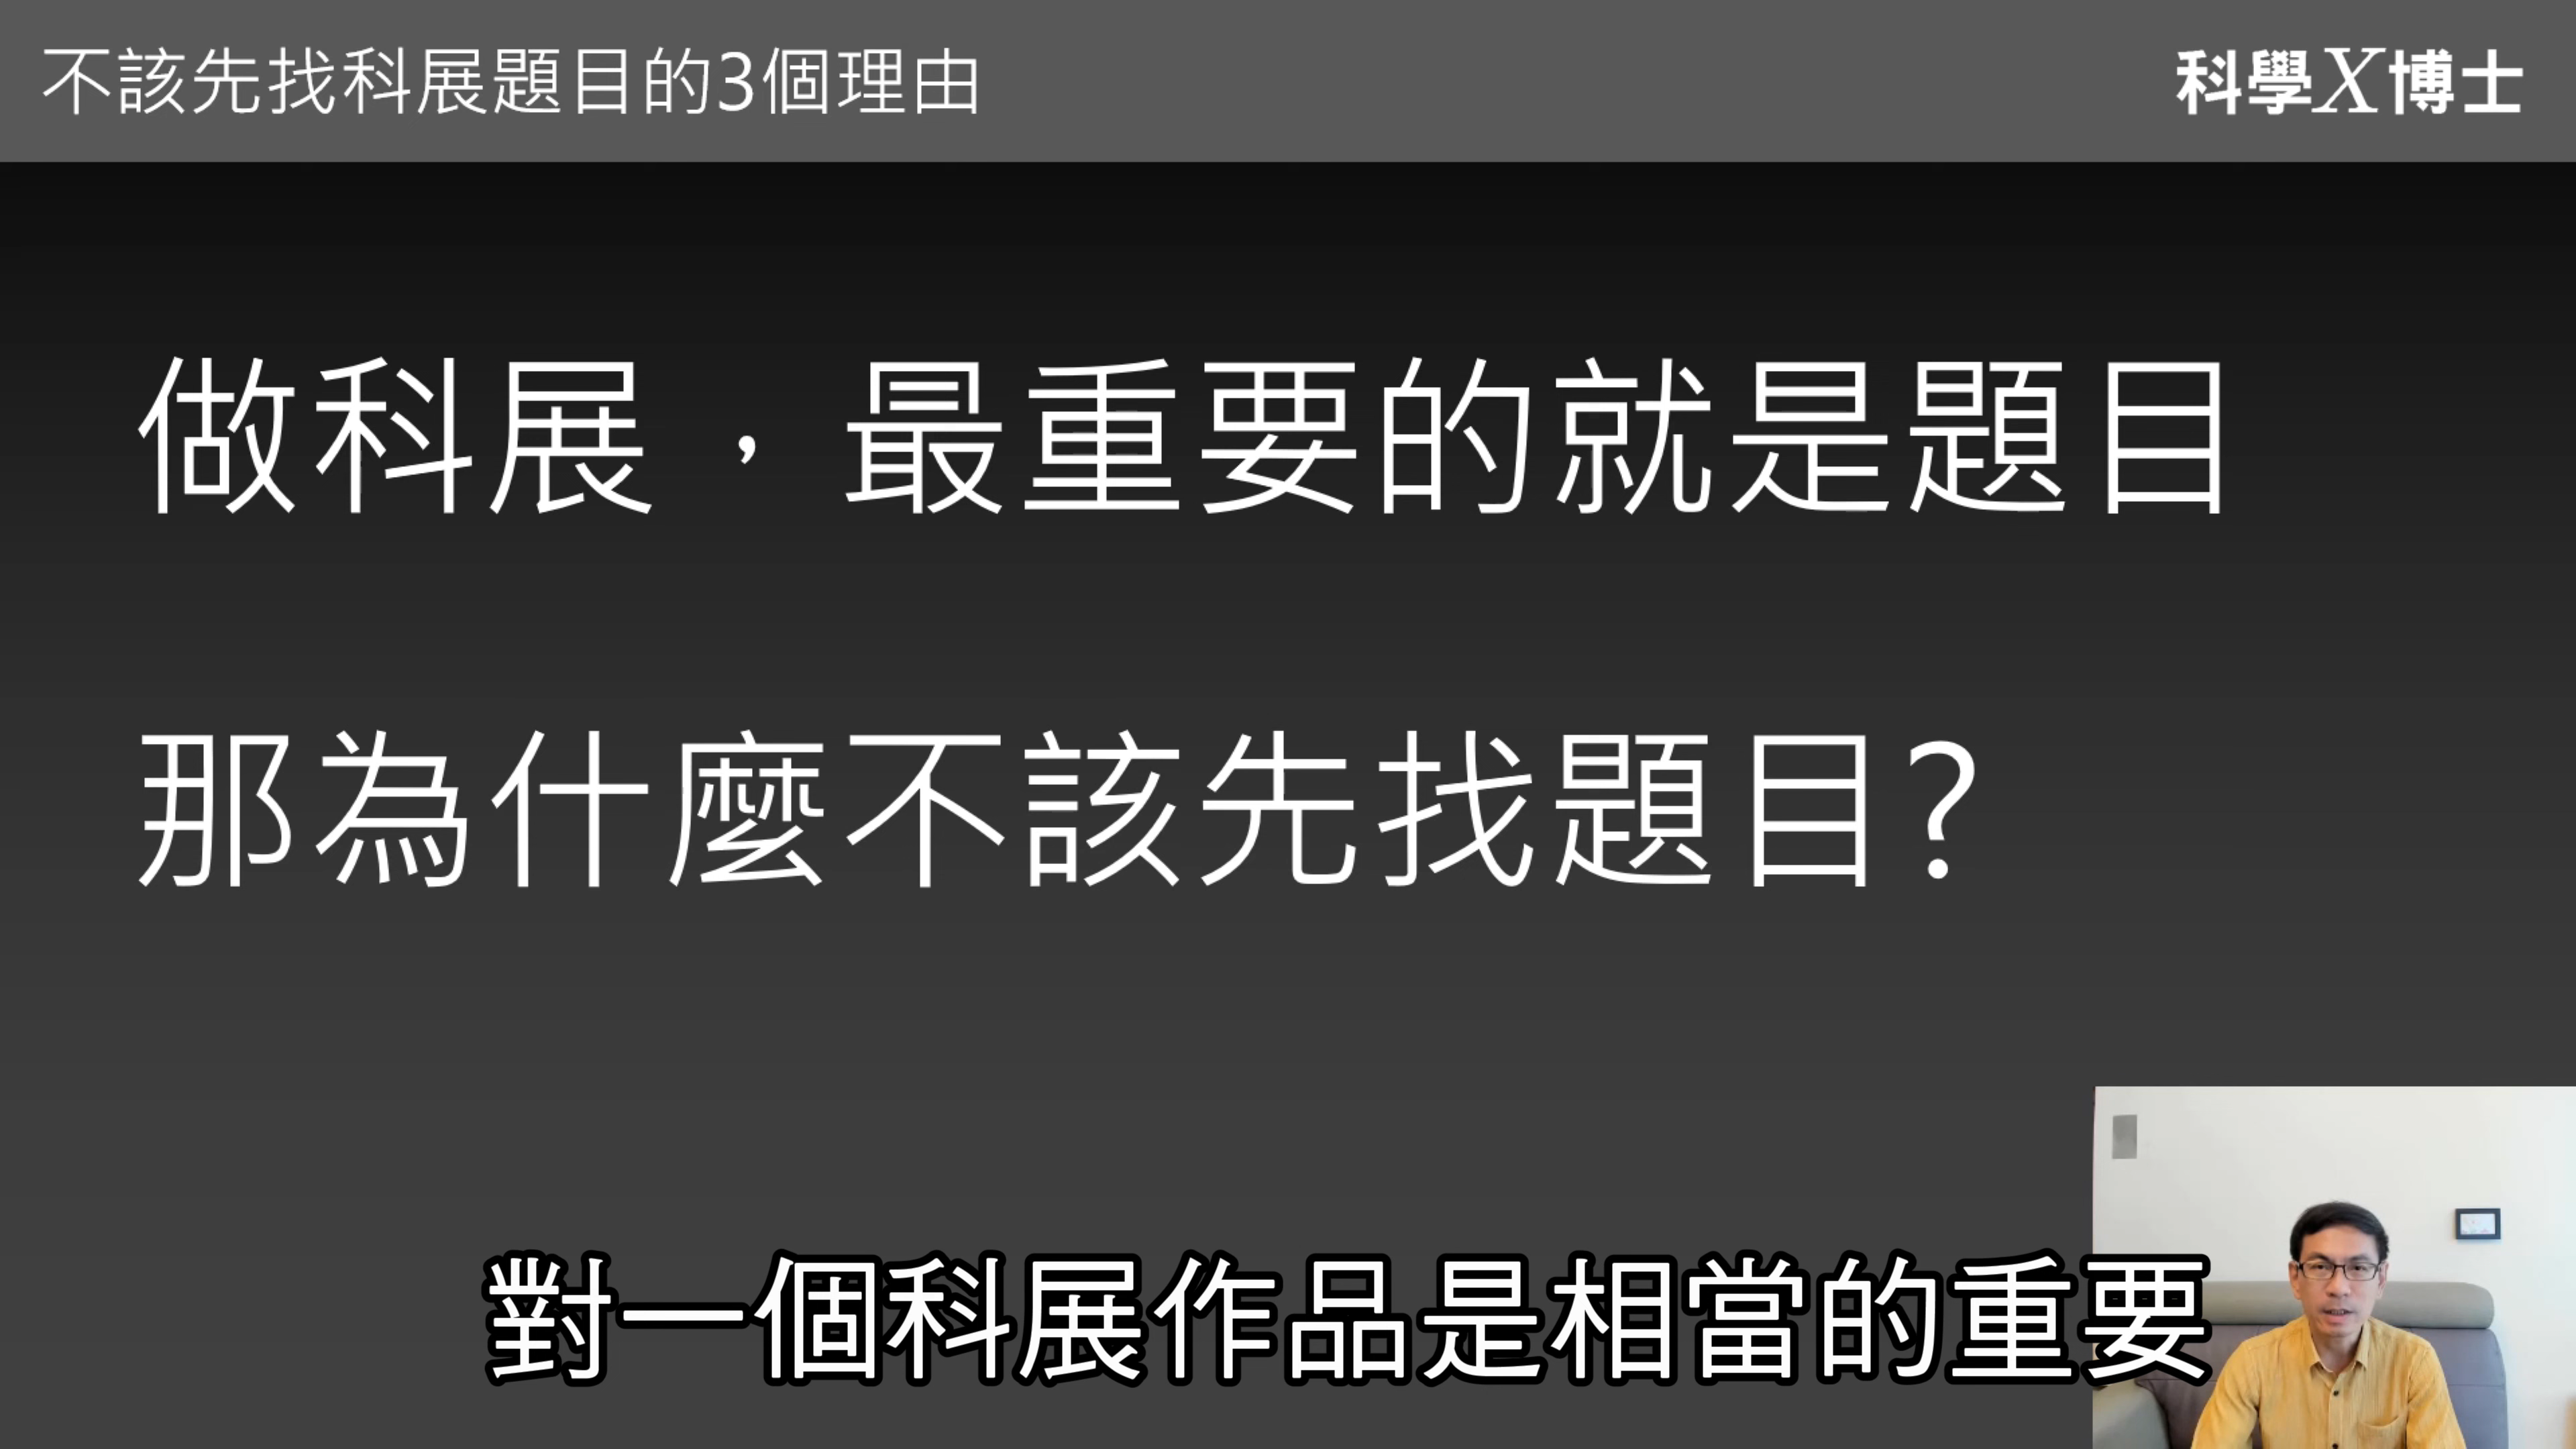 不該先找科展題目的3個理由
科學X博士
做科展，最重要的就是題目
那為什麼不該先找題目?
對一個科展作品是相當的重要